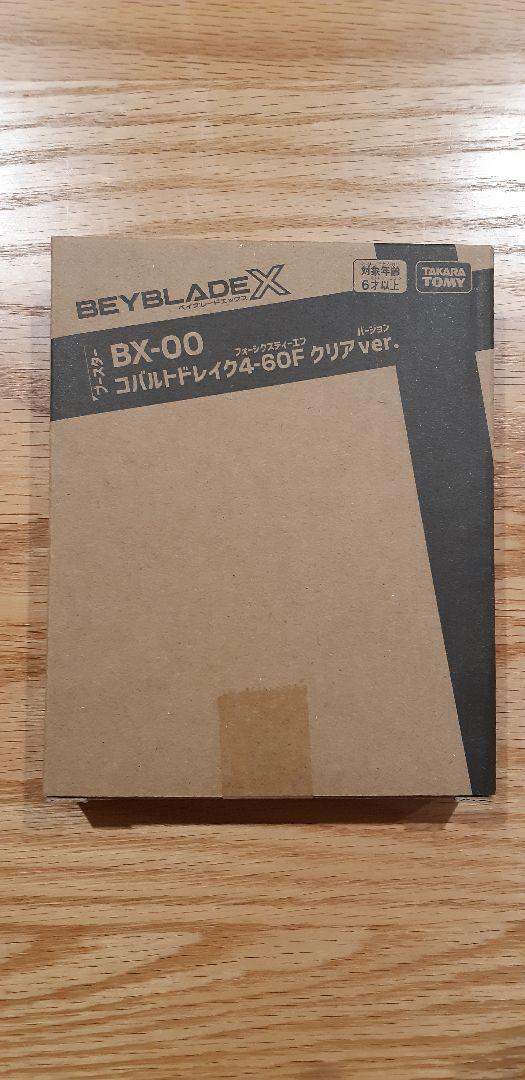 BEYBLADE X
ベイブレードエックス
対象年齢
6才以上
TAKARA
TOMY
ブースター
BX-00
フォーシクスティーエフ
バージョン
コバルトドレイク4-60F クリアver.